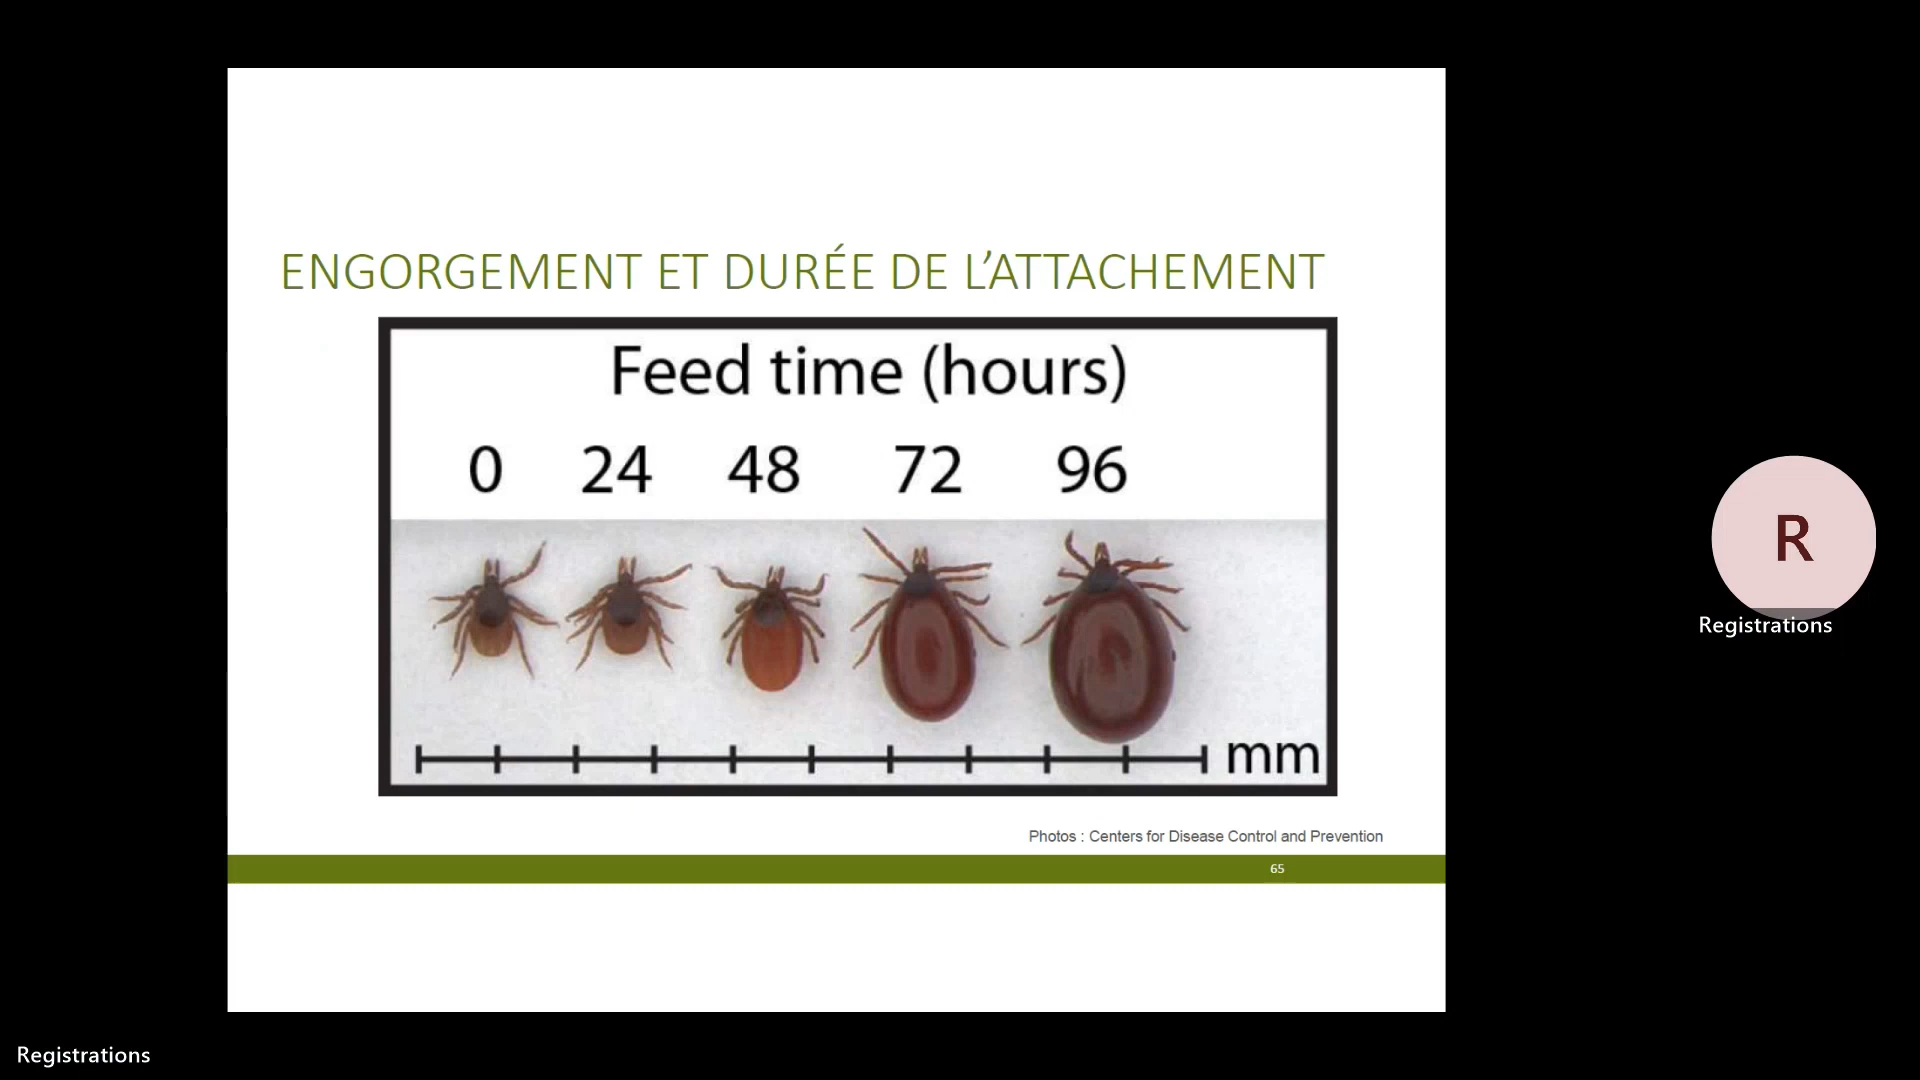 ENGORGEMENT ET DURÉE DE L’ATTACHEMENT
Feed time (hours)
0 24 48 72 96
mm
Photos : Centers for Disease Control and Prevention
65
R
Registrations
Registrations